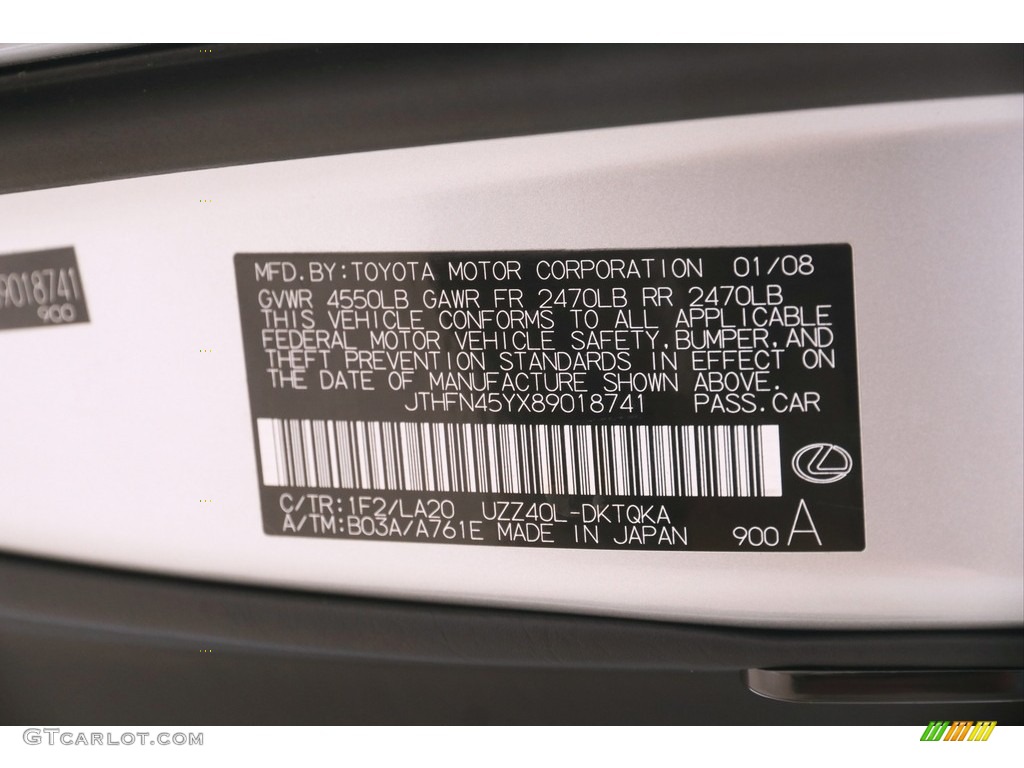 9018741
900
MFD.BY:TOYOTA MOTOR CORPORATION 01/08
GVWR 4550LB GAWR FR 2470LB RR 2470LB
THIS VEHICLE CONFORMS TO ALL APPLICABLE
FEDERAL MOTOR VEHICLE SAFETY,BUMPER,AND
THEFT PREVENTION STANDARDS IN EFFECT ON
THE DATE OF MANUFACTURE SHOWN ABOVE.
JTHFN45YX89018741 PASS.CAR
C/TR:1F2/LA20 UZZ40L-DKTQKA
A/TM:B03A/A761E MADE IN JAPAN 900 A
GTCARLOT.COM